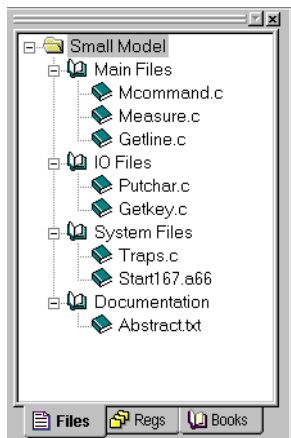 Small Model
Main Files
Mcommand.c
Measure.c
Getline.c
IO Files
Putchar.c
Getkey.c
System Files
Traps.c
Start167.a66
Documentation
Abstract.txt
Files Regs Books